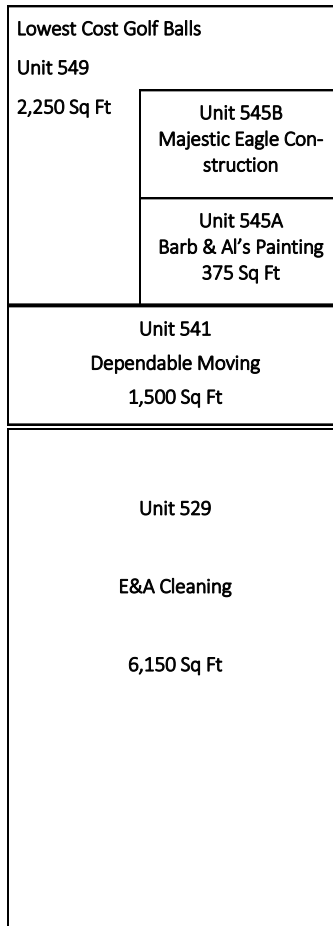 Lowest Cost Golf Balls
Unit 549
2,250 Sq Ft
Unit 545B
Majestic Eagle Con-
struction
Unit 545A
Barb & Al's Painting
375 Sq Ft
Unit 541
Dependable Moving
1,500 Sq Ft
Unit 529
E&A Cleaning
6,150 Sq Ft